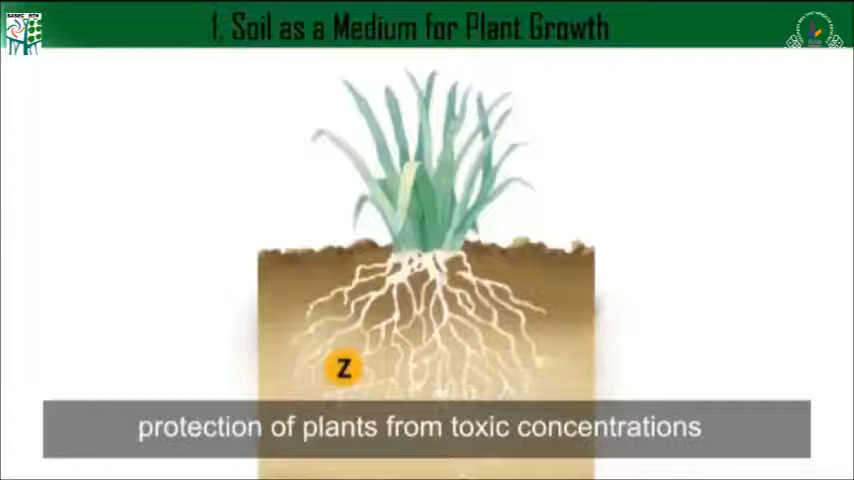 1. Soil as a Medium for Plant Growth
Z
protection of plants from toxic concentrations